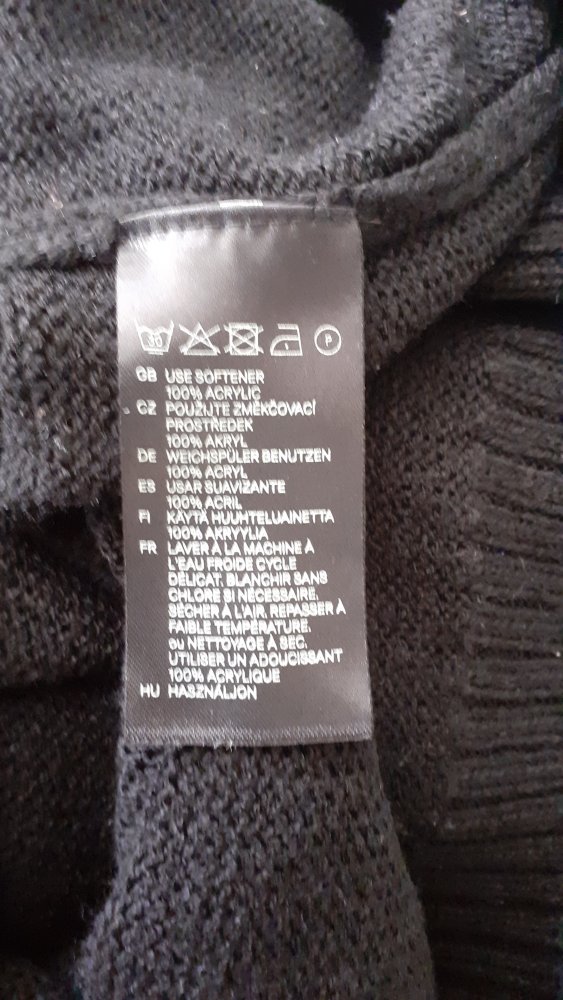 30
P
GB USE SOFTENER
100% ACRYLIC
CZ POUŽIJTE ZMĚKČOVACÍ
PROSTŘEDEK
100% AKRYL
DE WEICHSPÜLER BENUTZEN
100% ACRYL
ES USAR SUAVIZANTE
100% ACRIL
FI KÄYTÄ HUUHTELUAINETTA
100% AKRYYLIA
FR LAVER À LA MACHINE À
L'EAU FROIDE CYCLE
DÉLICAT. BLANCHIR SANS
CHLORE SI NÉCESSAIRE.
SÉCHER À L'AIR. REPASSER À
FAIBLE TEMPÉRATURE.
ou NETTOYAGE À SEC.
UTILISER UN ADOUCISSANT
100% ACRYLIQUE
HU HASZNÁLJON